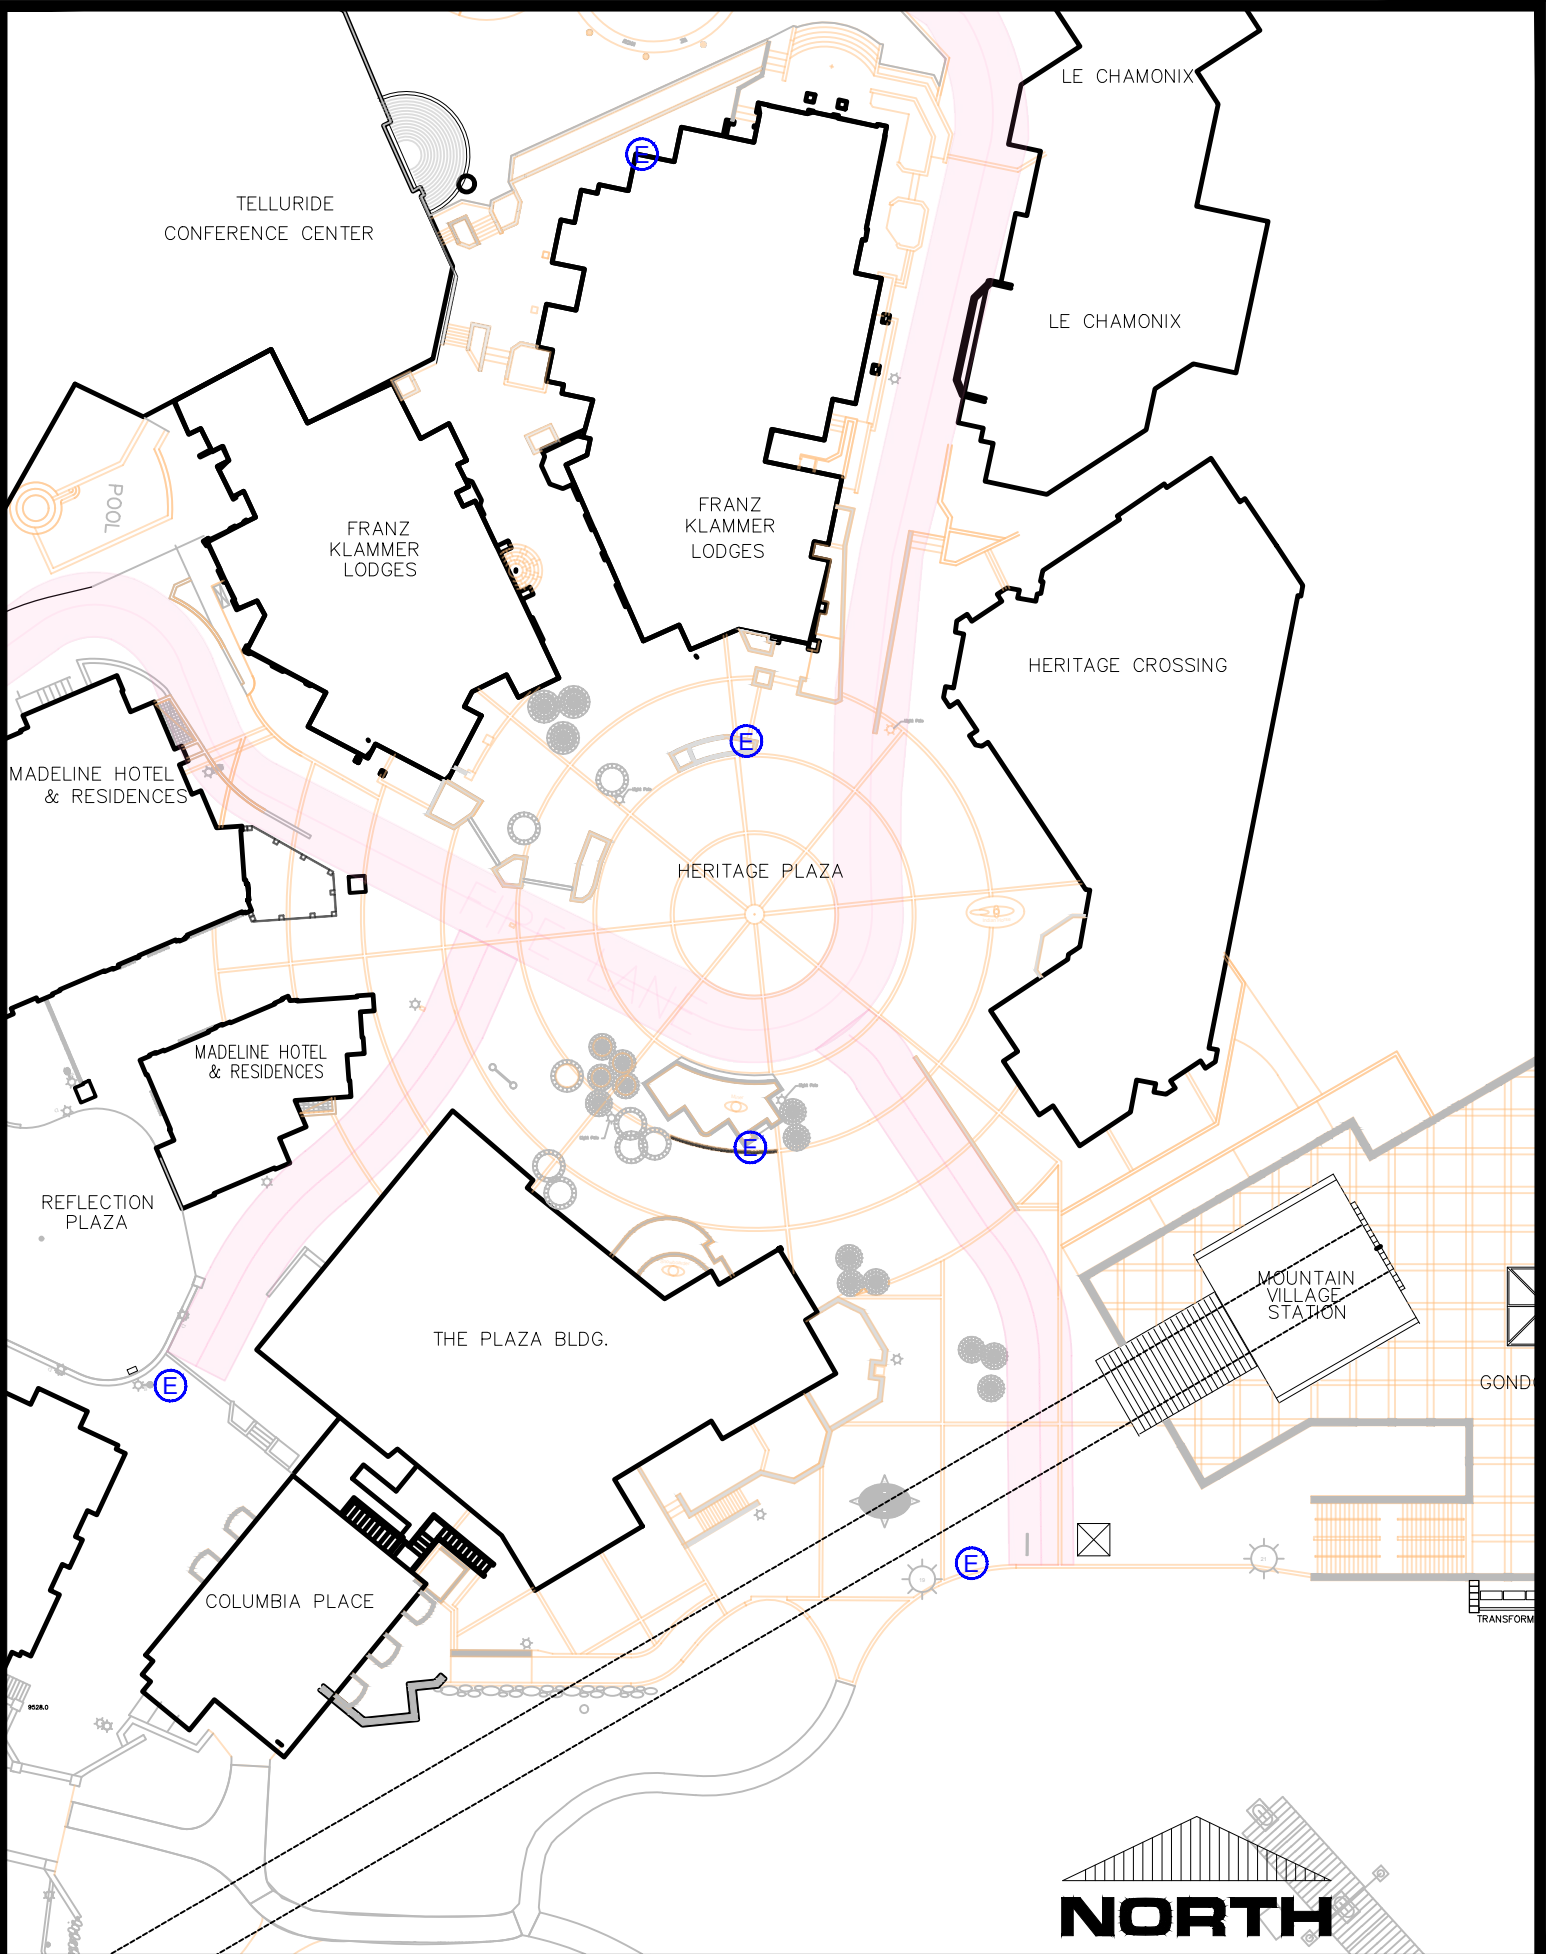 LE CHAMONIX
E
TELLURIDE
CONFERENCE CENTER
LE CHAMONIX
POOL
FRANZ
KLAMMER
LODGES
FRANZ
KLAMMER
LODGES
HERITAGE CROSSING
E
MADELINE HOTEL
& RESIDENCES
HERITAGE PLAZA
FIRE LANE
MADELINE HOTEL
& RESIDENCES
E
REFLECTION
PLAZA
MOUNTAIN
VILLAGE
STATION
THE PLAZA BLDG.
E
GOND
E
COLUMBIA PLACE
TRANSFORM
9528.0
NORTH